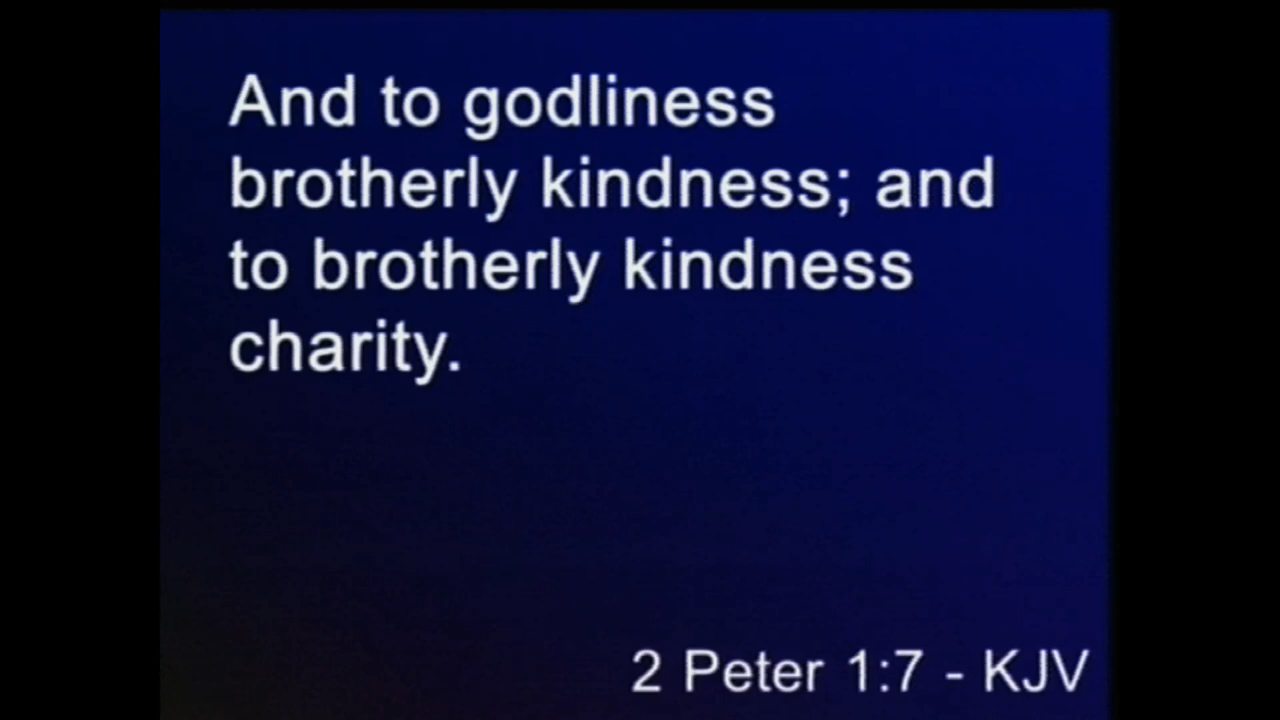 And to godliness
brotherly kindness; and
to brotherly kindness
charity.
2 Peter 1:7 - KJV